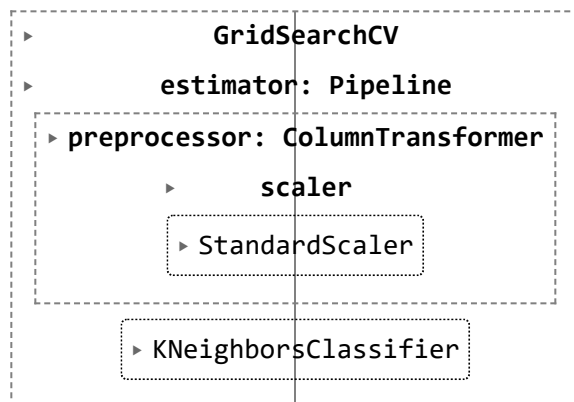 GridSearchCV
estimator: Pipeline
preprocessor: ColumnTransformer
scaler
StandardScaler
KNeighborsClassifier